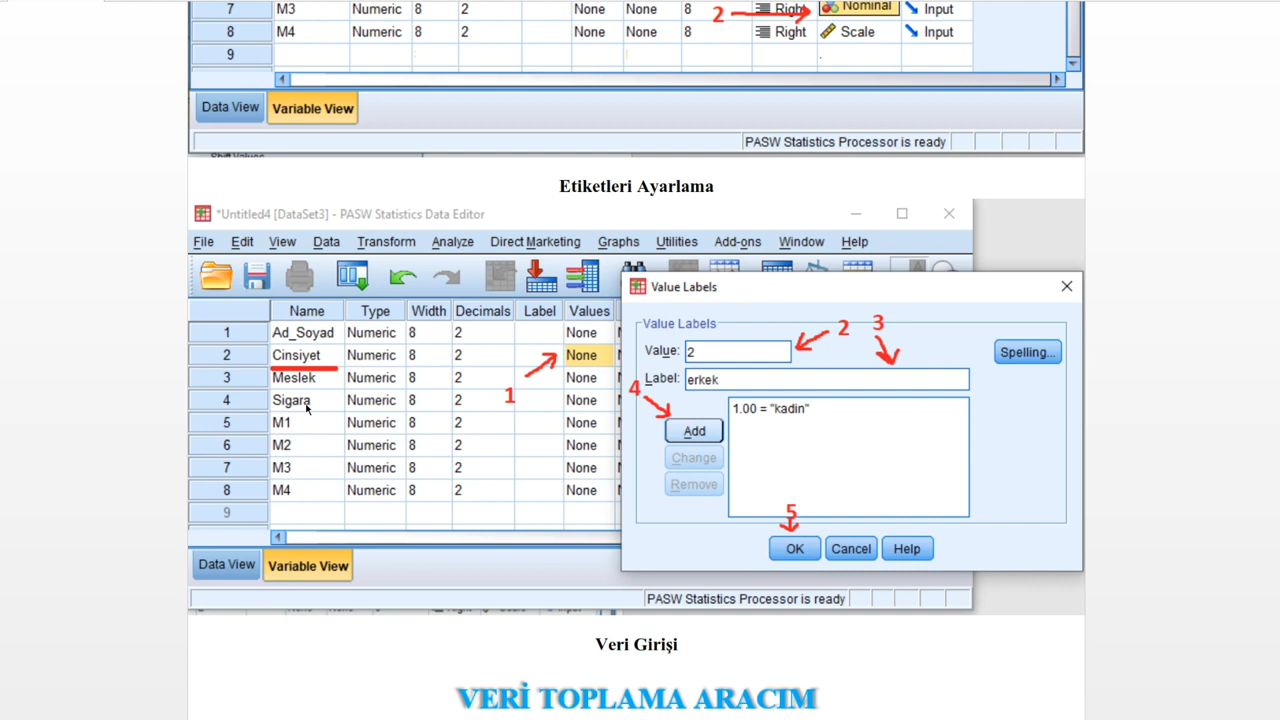 7 M3 Numeric 8 2 None None 8 Right Nominal Input
2
8 M4 Numeric 8 2 None None 8 Right Scale Input
9
Data View Variable View
PASW Statistics Processor is ready
Shift Values
Etiketleri Ayarlama
*Untitled4 [DataSet3] - PASW Statistics Data Editor
File Edit View Data Transform Analyze Direct Marketing Graphs Utilities Add-ons Window Help
Name Type Width Decimals Label Values
1 Ad_Soyad Numeric 8 2 None
2 Cinsiyet Numeric 8 2 None
3 Meslek Numeric 8 2 None
4 Sigara Numeric 8 2 None
5 M1 Numeric 8 2 None
6 M2 Numeric 8 2 None
7 M3 Numeric 8 2 None
8 M4 Numeric 8 2 None
9
1
Data View Variable View
PASW Statistics Processor is ready
Value Labels
Value Labels
Value: 2
2
3
Spelling...
Label: erkek
4
1.00 = "kadin"
Add
Change
Remove
5
OK Cancel Help
Veri Girişi
VERİ TOPLAMA ARACIM